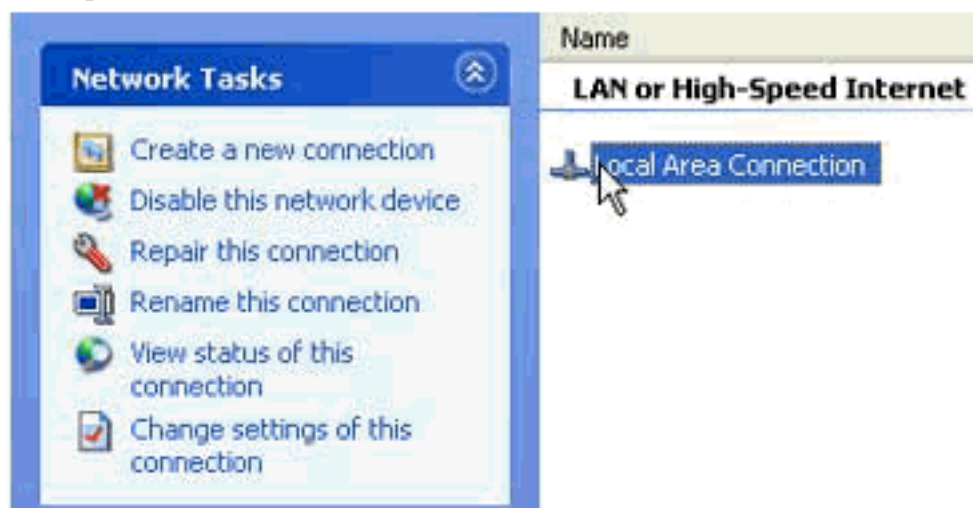 Network Tasks
Create a new connection
Disable this network device
Repair this connection
Rename this connection
View status of this
connection
Change settings of this
connection
Name
LAN or High-Speed Internet
Local Area Connection